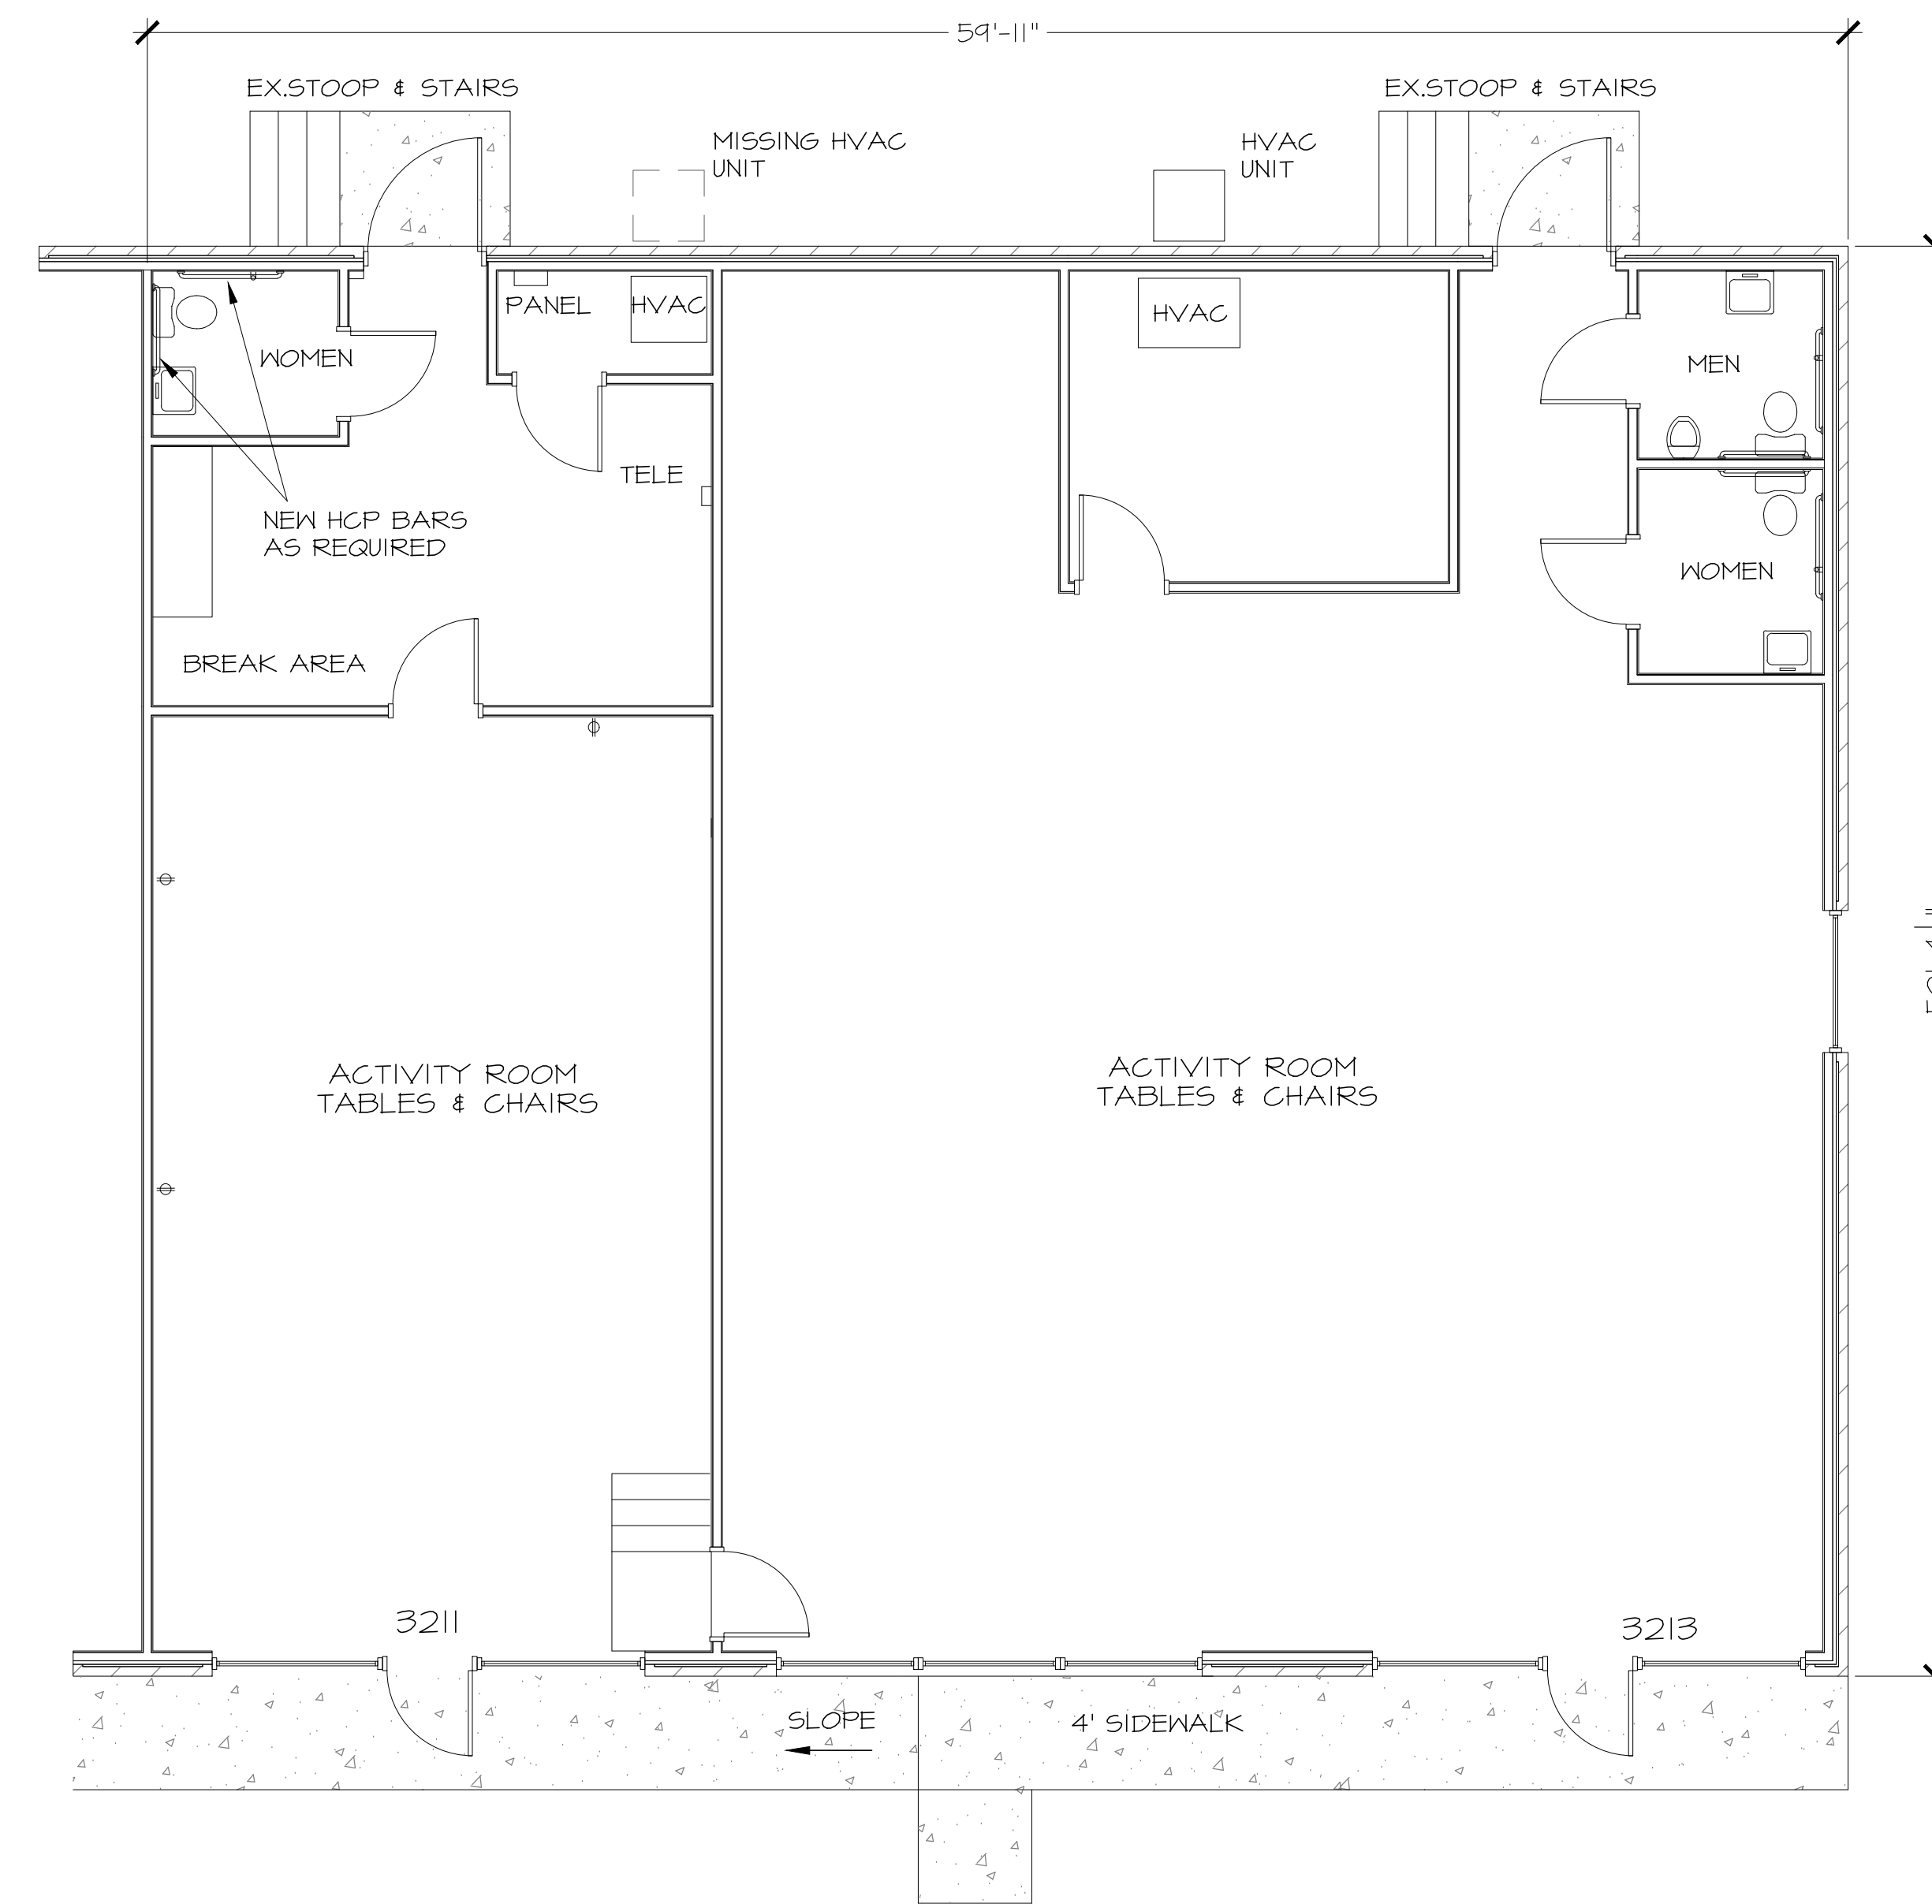 59'-11"
EX.STOOP & STAIRS
EX.STOOP & STAIRS
MISSING HVAC
UNIT
HVAC
UNIT
PANEL
HVAC
HVAC
WOMEN
MEN
TELE
NEW HCP BARS
AS REQUIRED
WOMEN
BREAK AREA
ACTIVITY ROOM
TABLES & CHAIRS
ACTIVITY ROOM
TABLES & CHAIRS
3211
3213
SLOPE
4' SIDEWALK